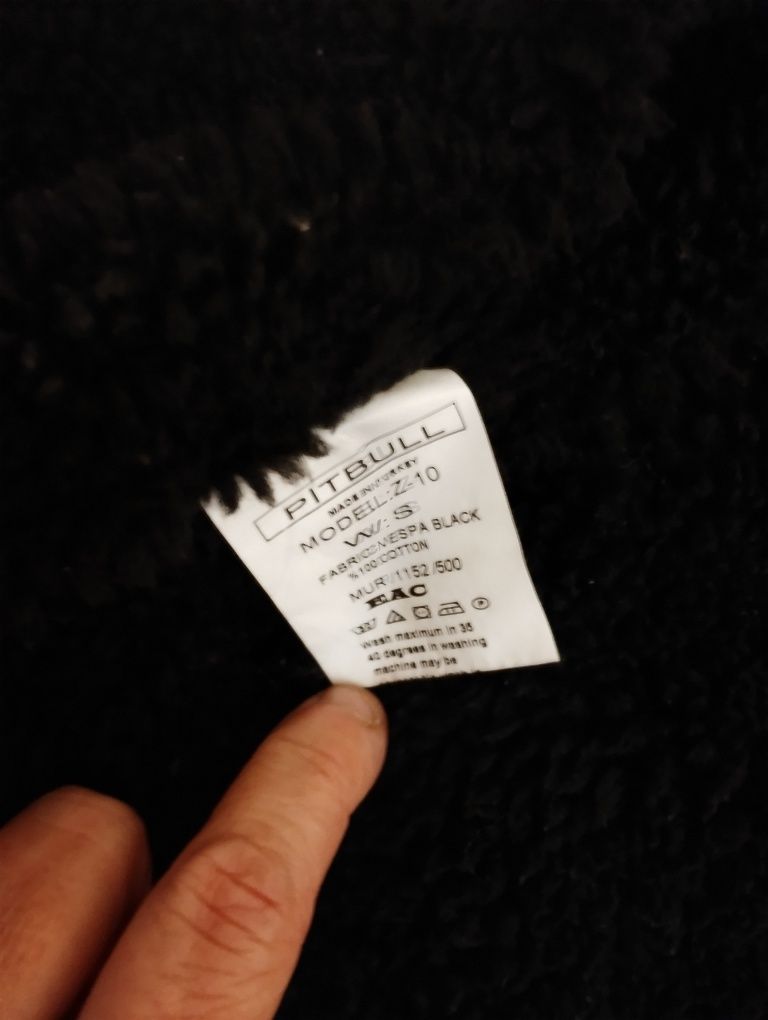 PITBULL
MADE IN TURKEY
MODEL:Z-10
W: S
FABRIC:VESPA BLACK
%100 COTTON
MUR /1152/500
EAC
Wash maximum in 35
40 degrees in washing
machine may be